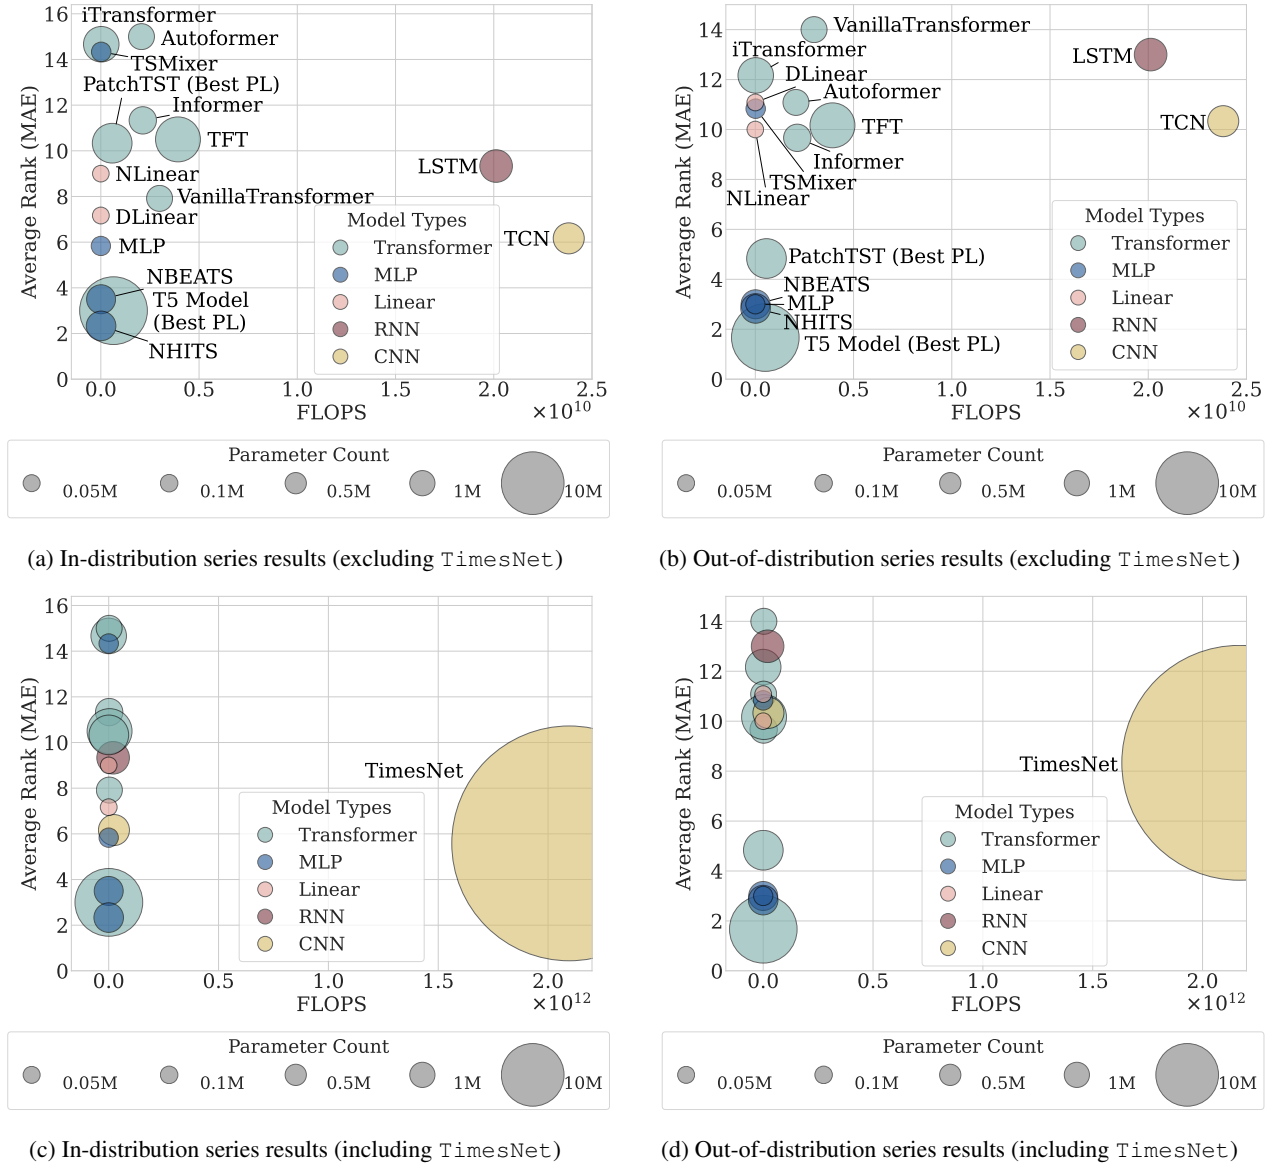 iTransformer
Autoformer
TSMixer
PatchTST (Best PL)
Informer
TFT
LSTM
NLinear
VanillaTransformer
DLinear
MLP
TCN
NBEATS
T5 Model
(Best PL)
NHITS
Model Types
Transformer
MLP
Linear
RNN
CNN
Average Rank (MAE)
16
14
12
10
8
6
4
2
0
0.0 0.5 1.0 1.5 2.0 2.5
FLOPS ×10^10
Parameter Count
0.05M 0.1M 0.5M 1M 10M
(a) In-distribution series results (excluding TimesNet)
VanillaTransformer
iTransformer
LSTM
DLinear
Autoformer
TFT
TCN
Informer
TSMixer
NLinear
PatchTST (Best PL)
NBEATS
MLP
NHITS
T5 Model (Best PL)
Model Types
Transformer
MLP
Linear
RNN
CNN
Average Rank (MAE)
14
12
10
8
6
4
2
0
0.0 0.5 1.0 1.5 2.0 2.5
FLOPS ×10^10
Parameter Count
0.05M 0.1M 0.5M 1M 10M
(b) Out-of-distribution series results (excluding TimesNet)
TimesNet
Model Types
Transformer
MLP
Linear
RNN
CNN
Average Rank (MAE)
16
14
12
10
8
6
4
2
0
0.0 0.5 1.0 1.5 2.0
FLOPS ×10^12
Parameter Count
0.05M 0.1M 0.5M 1M 10M
(c) In-distribution series results (including TimesNet)
TimesNet
Model Types
Transformer
MLP
Linear
RNN
CNN
Average Rank (MAE)
14
12
10
8
6
4
2
0
0.0 0.5 1.0 1.5 2.0
FLOPS ×10^12
Parameter Count
0.05M 0.1M 0.5M 1M 10M
(d) Out-of-distribution series results (including TimesNet)